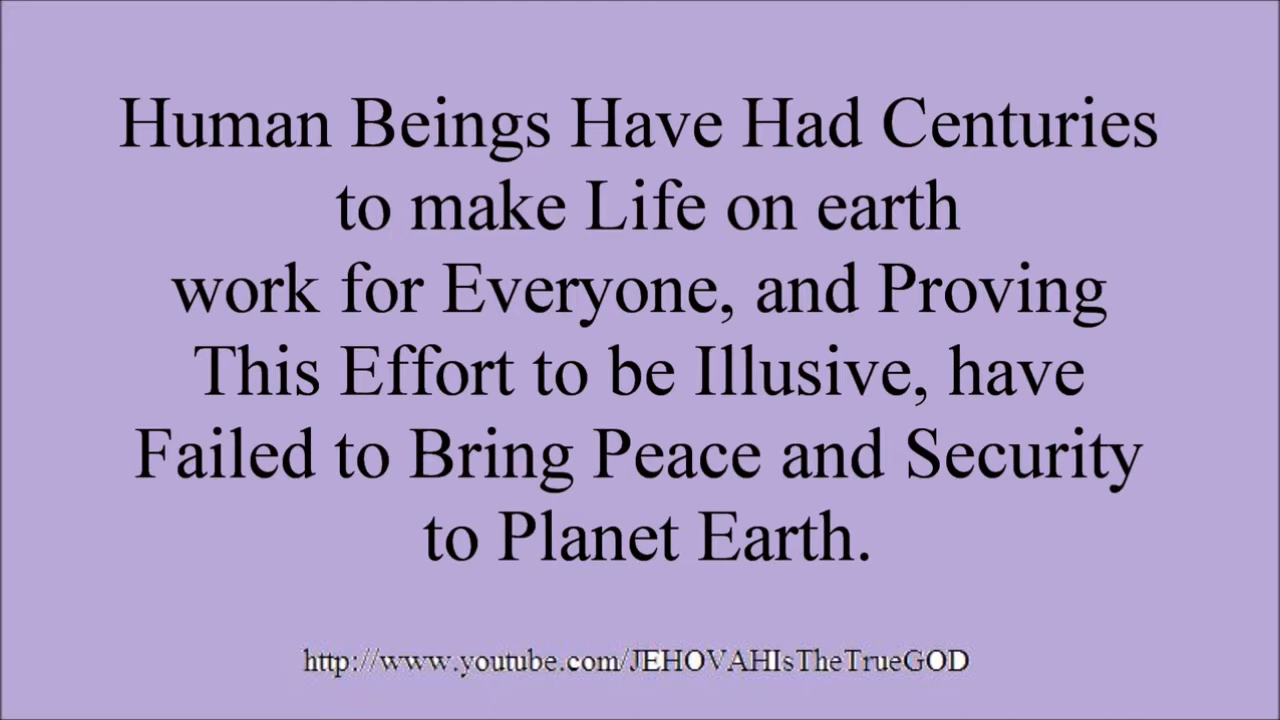 Human Beings Have Had Centuries
to make Life on earth
work for Everyone, and Proving
This Effort to be Illusive, have
Failed to Bring Peace and Security
to Planet Earth.
http://www.youtube.com/JEHOVAHIsTheTrueGOD